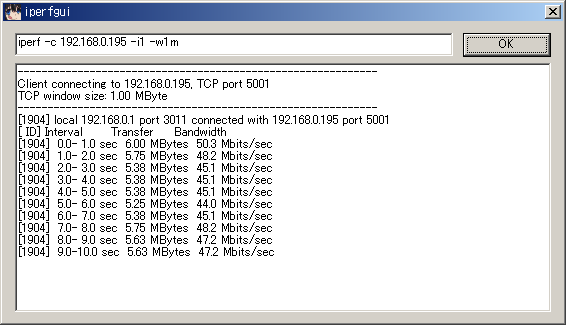 iperfgui
iperf -c 192.168.0.195 -i1 -w1m
OK
------------------------------------------------------------
Client connecting to 192.168.0.195, TCP port 5001
TCP window size: 1.00 MByte
------------------------------------------------------------
[1904] local 192.168.0.1 port 3011 connected with 192.168.0.195 port 5001
[ ID] Interval       Transfer     Bandwidth
[1904]  0.0- 1.0 sec  6.00 MBytes  50.3 Mbits/sec
[1904]  1.0- 2.0 sec  5.75 MBytes  48.2 Mbits/sec
[1904]  2.0- 3.0 sec  5.38 MBytes  45.1 Mbits/sec
[1904]  3.0- 4.0 sec  5.38 MBytes  45.1 Mbits/sec
[1904]  4.0- 5.0 sec  5.38 MBytes  45.1 Mbits/sec
[1904]  5.0- 6.0 sec  5.25 MBytes  44.0 Mbits/sec
[1904]  6.0- 7.0 sec  5.38 MBytes  45.1 Mbits/sec
[1904]  7.0- 8.0 sec  5.75 MBytes  48.2 Mbits/sec
[1904]  8.0- 9.0 sec  5.63 MBytes  47.2 Mbits/sec
[1904]  9.0-10.0 sec  5.63 MBytes  47.2 Mbits/sec